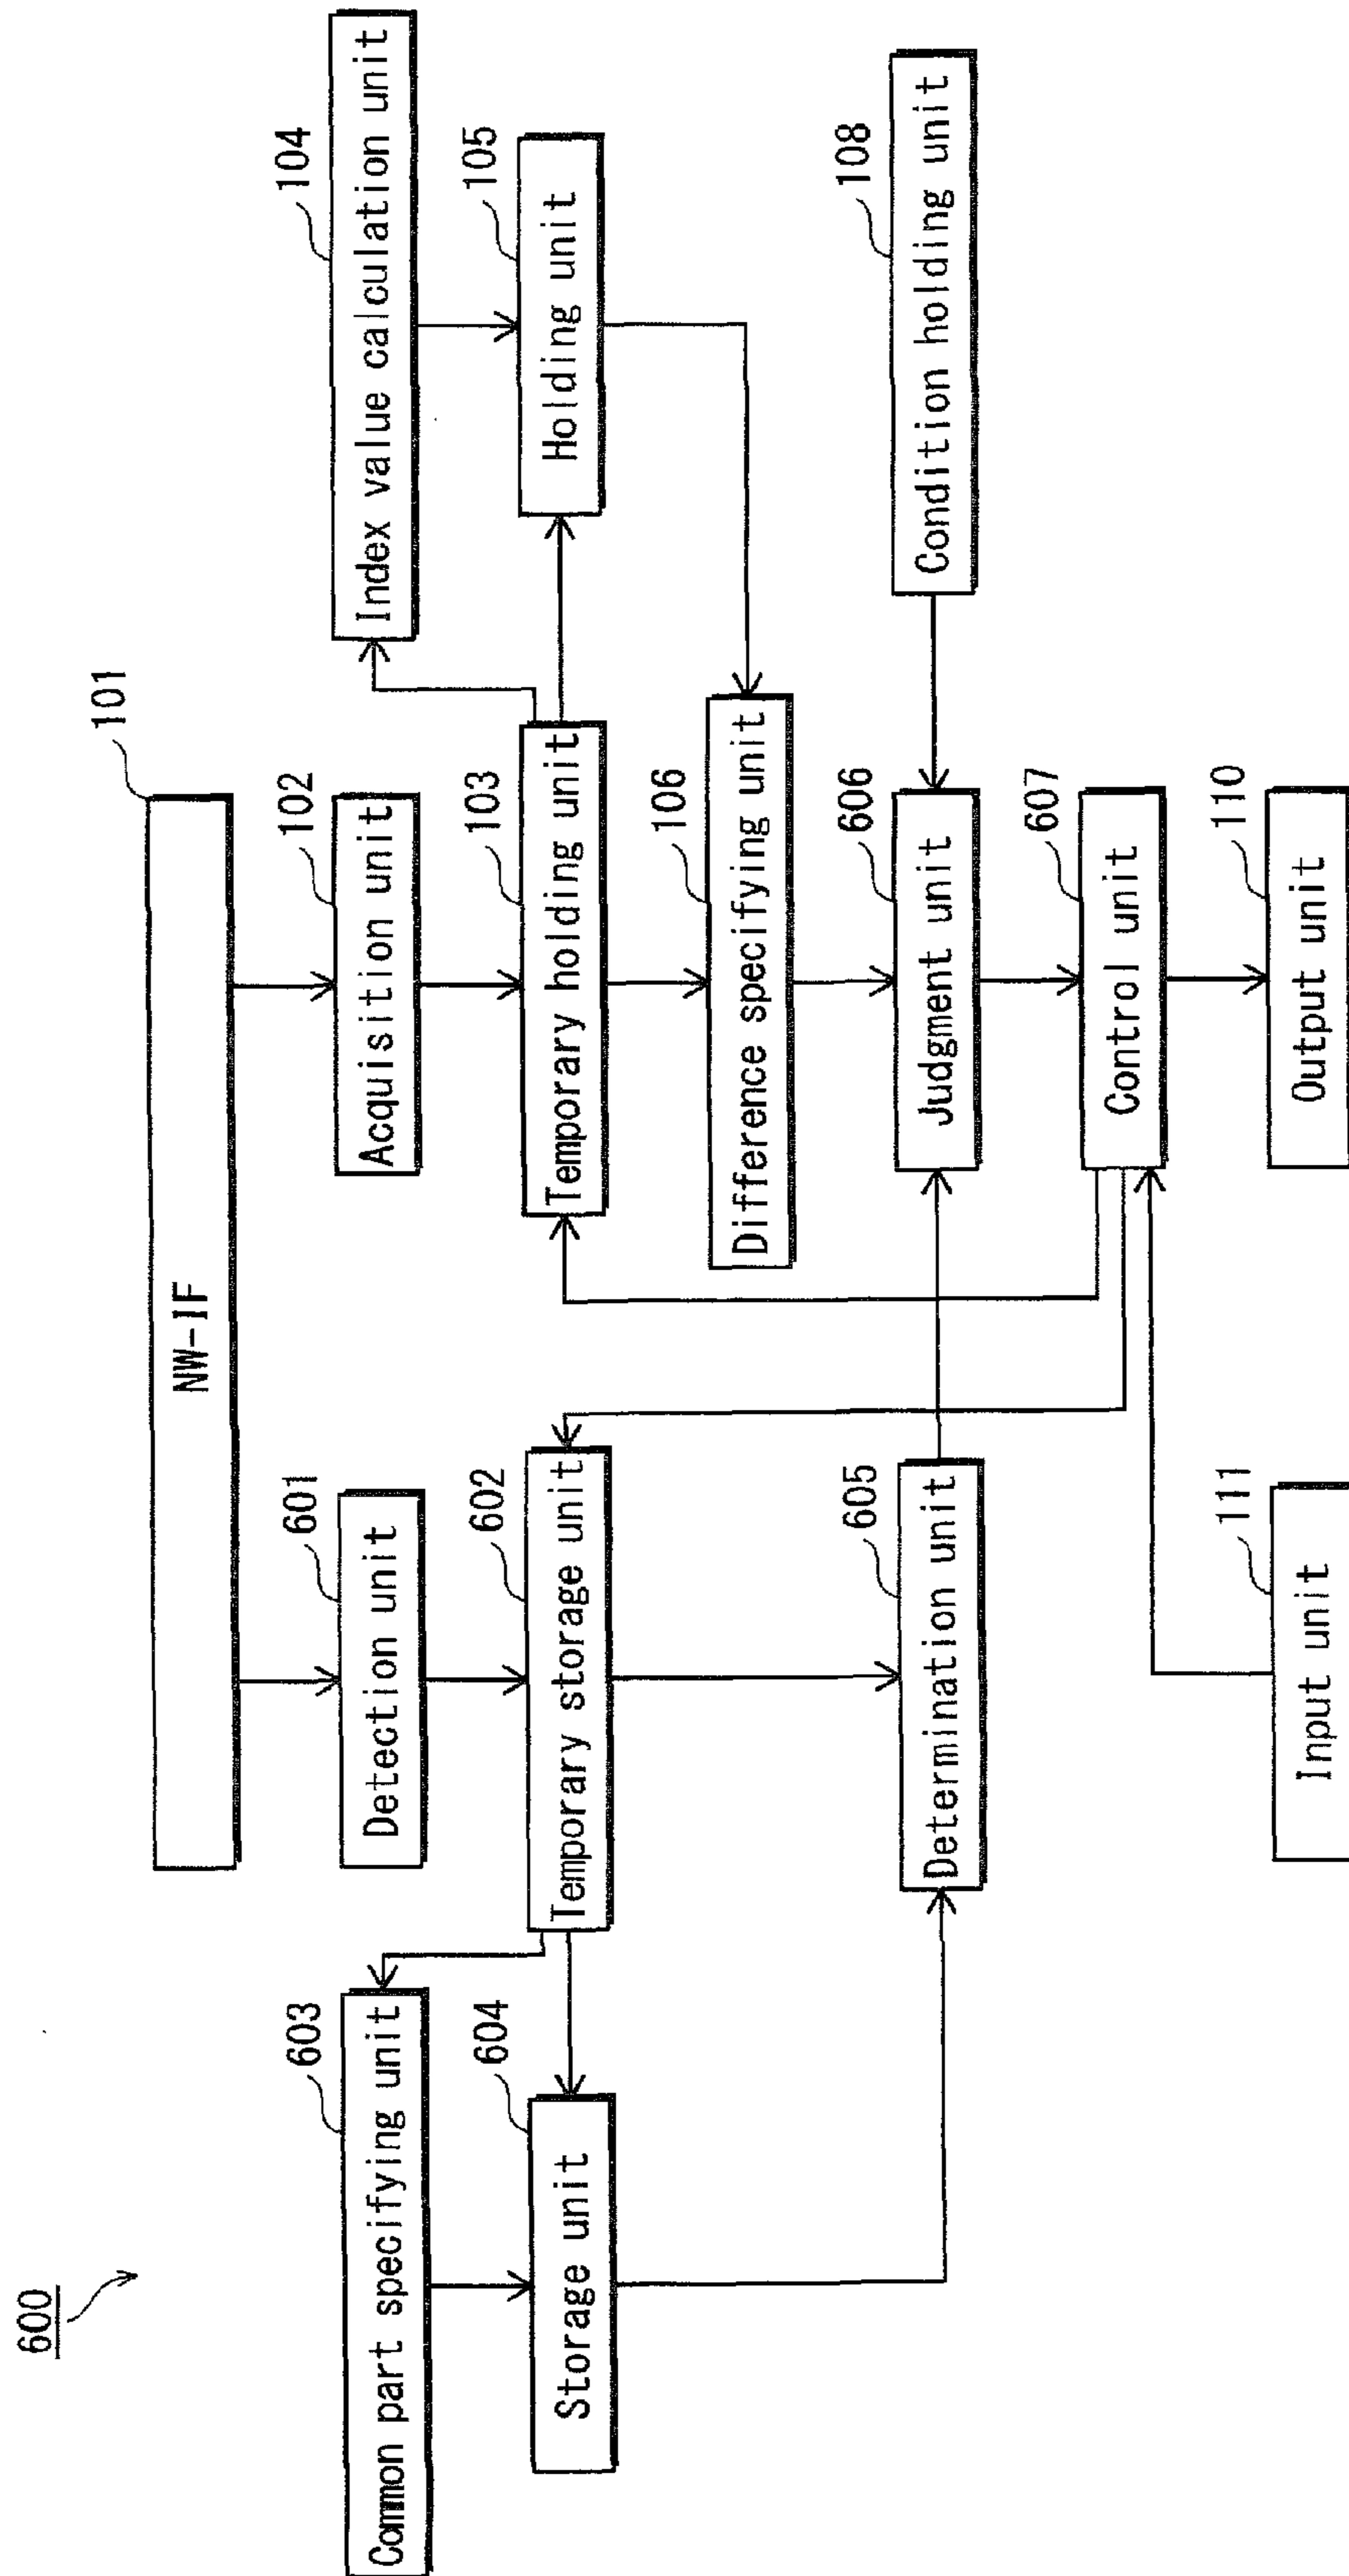 600
101
NW-IF
603
Common part specifying unit
601
Detection unit
102
Acquisition unit
104
Index value calculation unit
604
Storage unit
602
Temporary storage unit
103
Temporary holding unit
105
Holding unit
106
Difference specifying unit
605
Determination unit
606
Judgment unit
108
Condition holding unit
607
Control unit
111
Input unit
110
Output unit